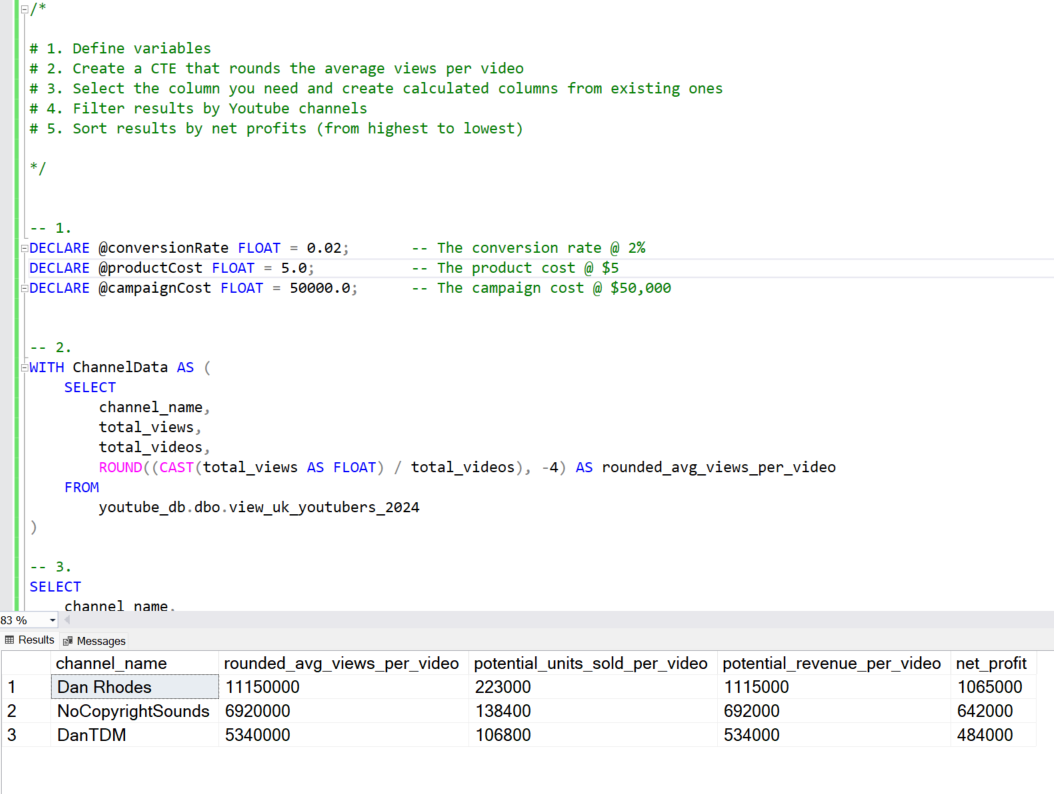 /*
# 1. Define variables
# 2. Create a CTE that rounds the average views per video
# 3. Select the column you need and create calculated columns from existing ones
# 4. Filter results by Youtube channels
# 5. Sort results by net profits (from highest to lowest)
*/
-- 1.
DECLARE @conversionRate FLOAT = 0.02; -- The conversion rate @ 2%
DECLARE @productCost FLOAT = 5.0; -- The product cost @ $5
DECLARE @campaignCost FLOAT = 50000.0; -- The campaign cost @ $50,000
-- 2.
WITH ChannelData AS (
SELECT
channel_name,
total_views,
total_videos,
ROUND((CAST(total_views AS FLOAT) / total_videos), -4) AS rounded_avg_views_per_video
FROM
youtube_db.dbo.view_uk_youtubers_2024
)
-- 3.
SELECT
channel_name,
83 %
Results Messages
channel_name rounded_avg_views_per_video potential_units_sold_per_video potential_revenue_per_video net_profit
1 Dan Rhodes 11150000 223000 1115000 1065000
2 NoCopyrightSounds 6920000 138400 692000 642000
3 DanTDM 5340000 106800 534000 484000